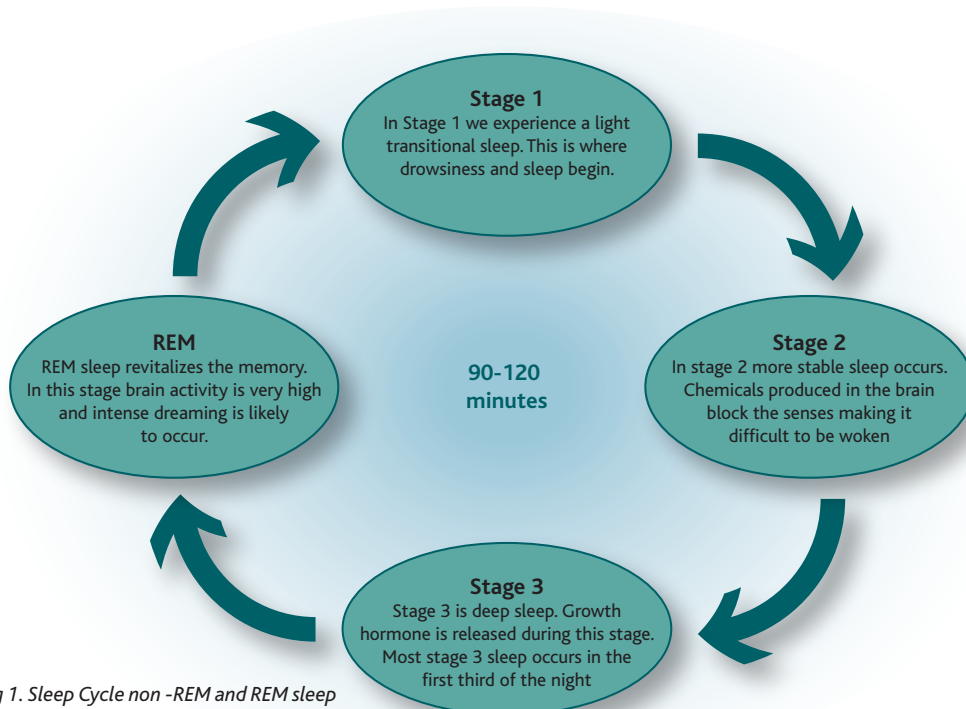 Stage 1
In Stage 1 we experience a light
transitional sleep. This is where
drowsiness and sleep begin.
REM
REM sleep revitalizes the memory.
In this stage brain activity is very high
and intense dreaming is likely
to occur.
90-120
minutes
Stage 2
In stage 2 more stable sleep occurs.
Chemicals produced in the brain
block the senses making it
difficult to be woken
Stage 3
Stage 3 is deep sleep. Growth
hormone is released during this stage.
Most stage 3 sleep occurs in the
first third of the night
1. Sleep Cycle non -REM and REM sleep